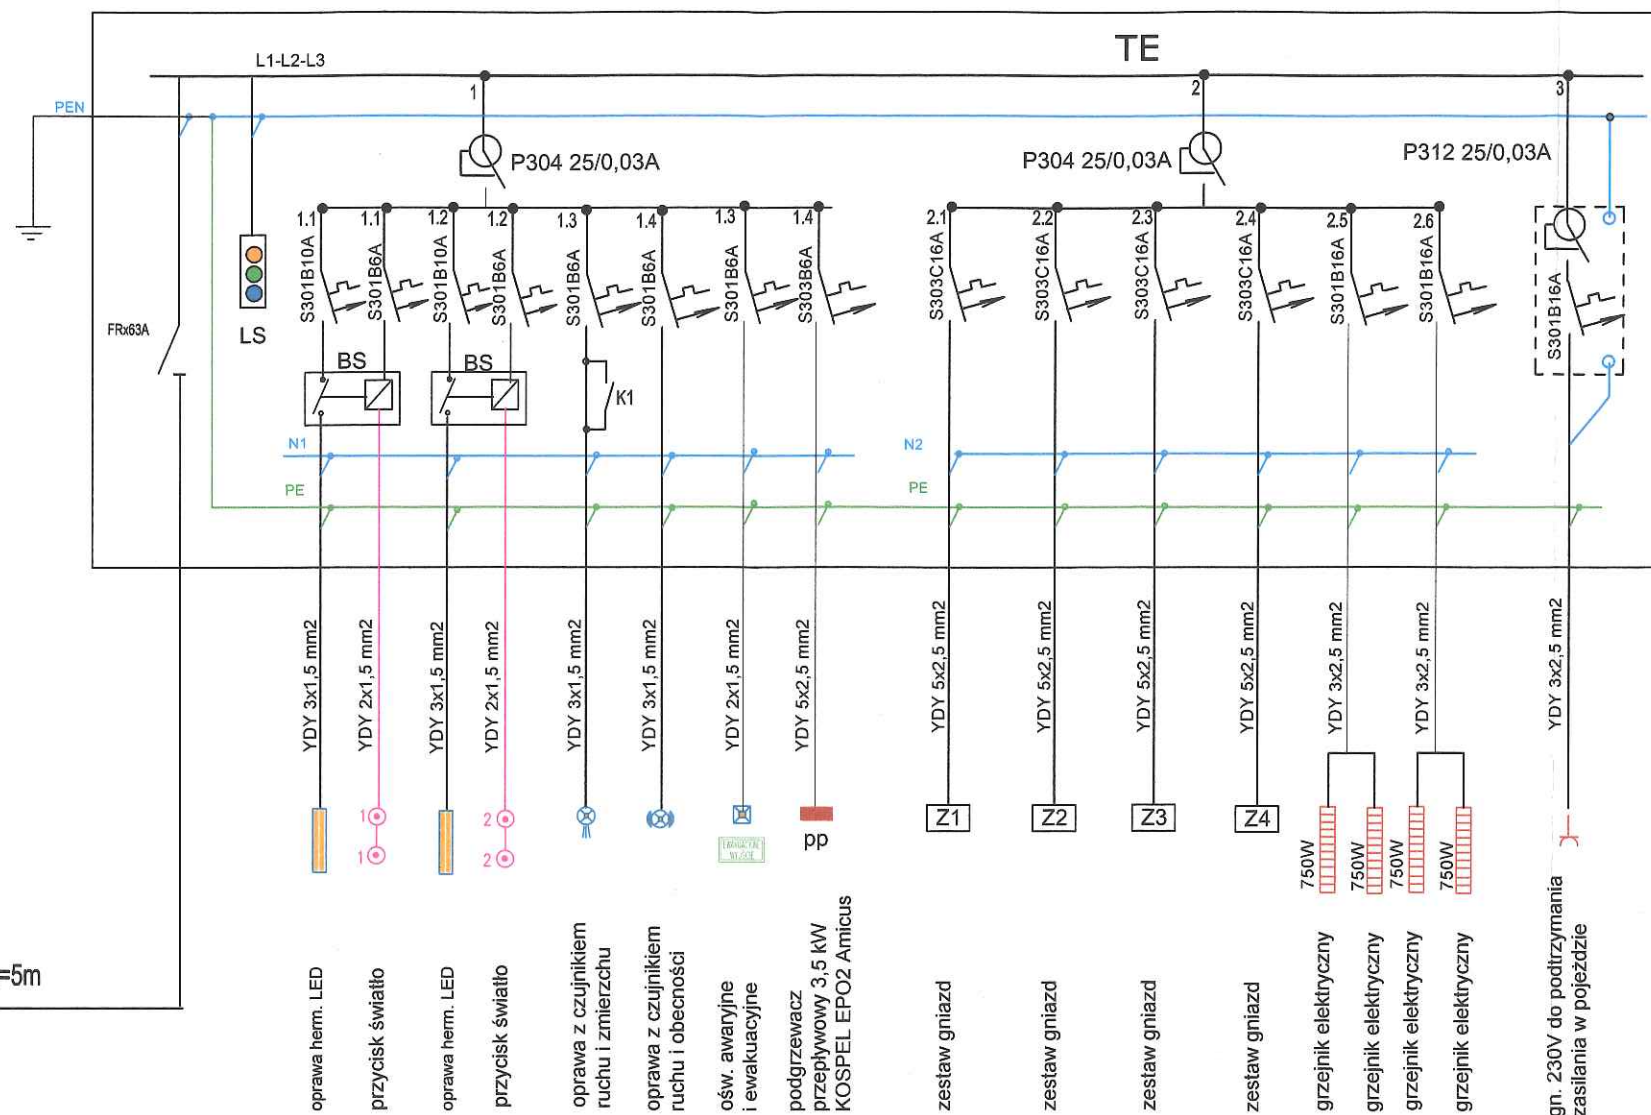 TE
L1-L2-L3
PEN
1
2
3
P304 25/0,03A
P304 25/0,03A
P312 25/0,03A
1.1
1.1
1.2
1.2
1.3
1.4
1.3
1.4
2.1
2.2
2.3
2.4
2.5
2.6
S301B10A
S301B6A
S301B10A
S301B6A
S301B6A
S301B6A
S301B6A
S303B6A
S303C16A
S303C16A
S303C16A
S303C16A
S301B16A
S301B16A
S301B16A
FRx63A
LS
BS
BS
K1
N1
N2
PE
PE
YDY 3x1,5 mm2
YDY 2x1,5 mm2
YDY 3x1,5 mm2
YDY 2x1,5 mm2
YDY 3x1,5 mm2
YDY 3x1,5 mm2
YDY 2x1,5 mm2
YDY 5x2,5 mm2
YDY 5x2,5 mm2
YDY 5x2,5 mm2
YDY 5x2,5 mm2
YDY 5x2,5 mm2
YDY 3x2,5 mm2
YDY 3x2,5 mm2
YDY 3x2,5 mm2
1
1
2
2
pp
Z1
Z2
Z3
Z4
750W
750W
750W
750W
=5m
oprawa herm. LED
przycisk światło
oprawa herm. LED
przycisk światło
oprawa z czujnikiem
ruchu i zmierzchu
oprawa z czujnikiem
ruchu i obecności
ośw. awaryjne
i ewakuacyjne
podgrzewacz
przepływowy 3,5 kW
KOSPEL EPO2 Amicus
zestaw gniazd
zestaw gniazd
zestaw gniazd
zestaw gniazd
grzejnik elektryczny
grzejnik elektryczny
grzejnik elektryczny
grzejnik elektryczny
gn. 230V do podtrzymania
zasilania w pojeździe